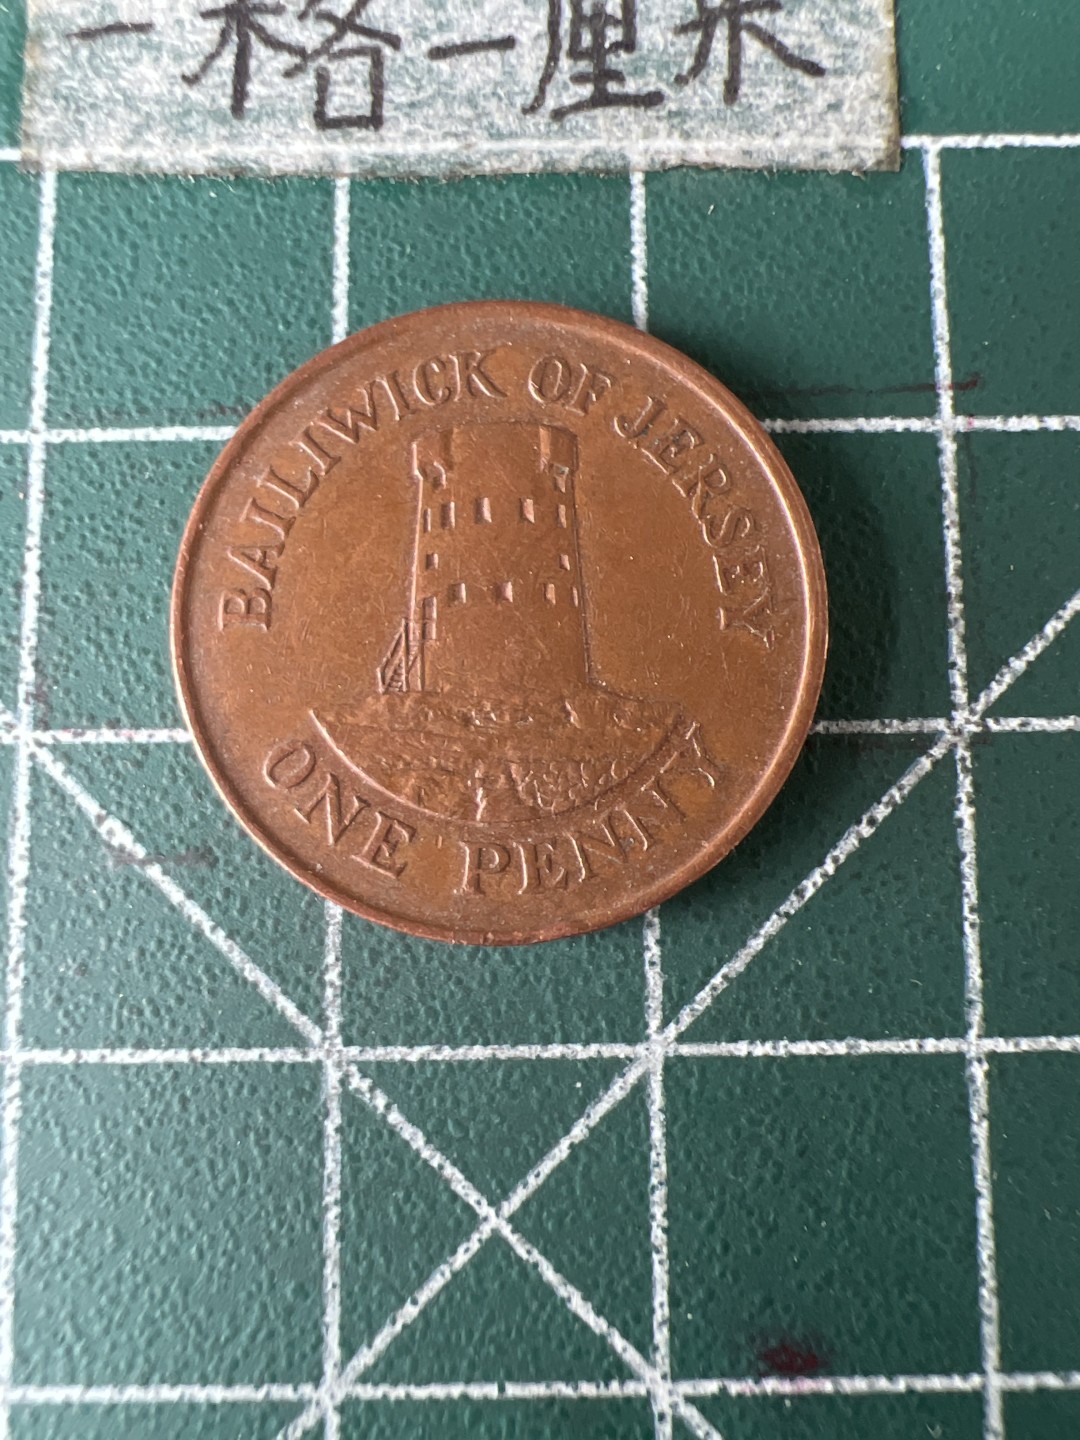 一格一厘米
BAILIWICK OF JERSEY
ONE PENNY